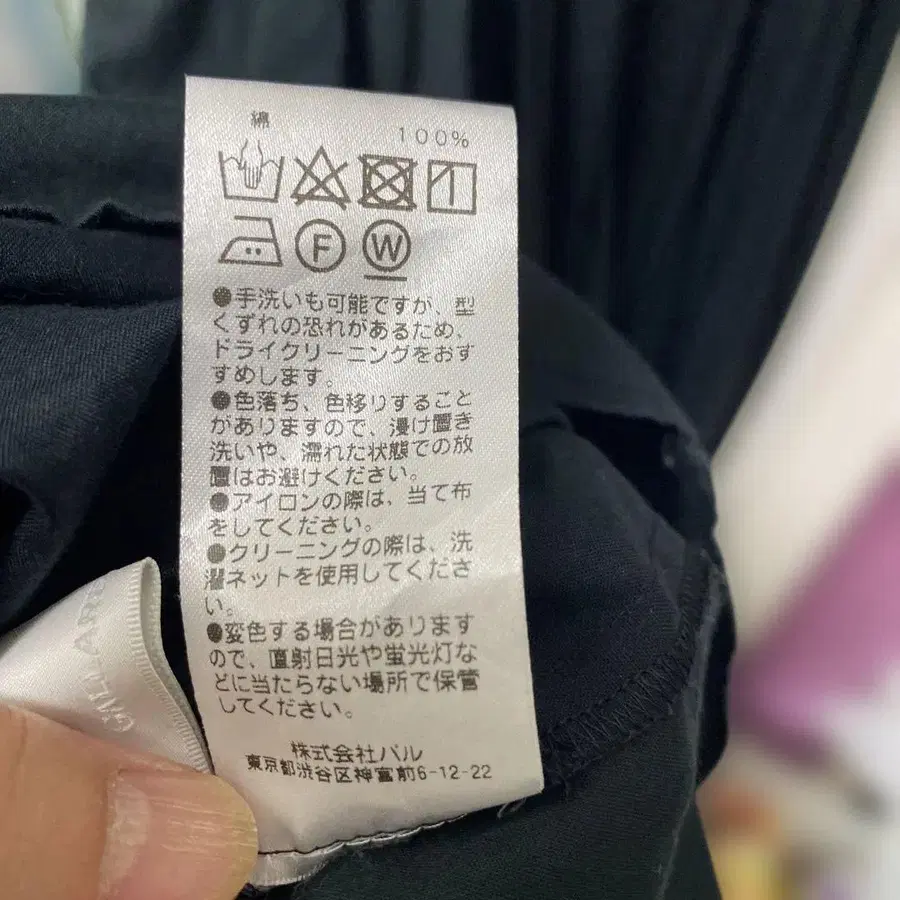 綿
100%
F W
●手洗いも可能ですが、型
くずれの恐れがあるため、
ドライクリーニングをおす
すめします。
●色落ち、色移りすること
がありますので、浸け置き
洗いや、濡れた状態での放
置はお避けください。
●アイロンの際は、当て布
をしてください。
●クリーニングの際は、洗
濯ネットを使用してくださ
い。
●変色する場合があります
ので、直射日光や蛍光灯な
どに当たらない場所で保管
してください。
株式会社パル
東京都渋谷区神宮前6-12-22